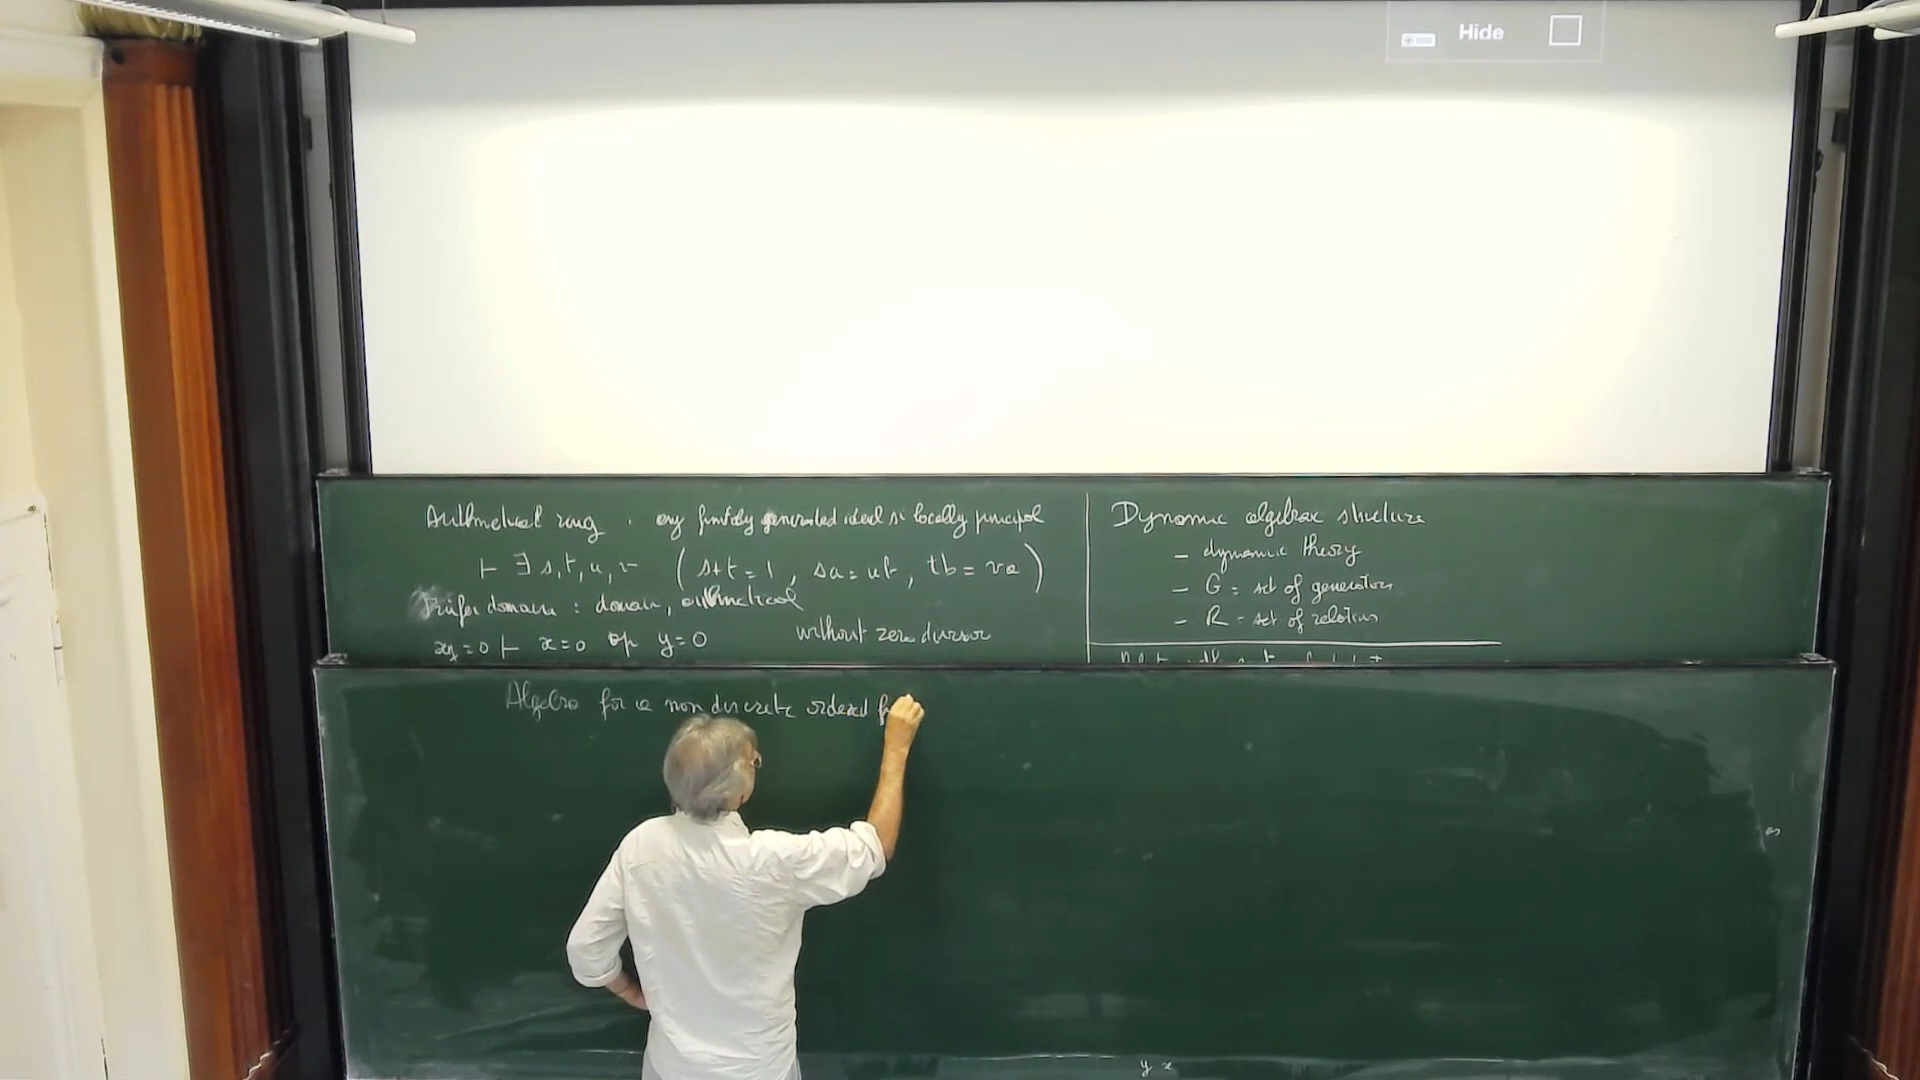 Hide
Arithmetical ring : any finitely generated ideal is locally principal
⊢ ∃ s, t, u, v ( s+t = 1 , sa = ub , tb = va )
Prüfer domain : domain, arithmetical
xy = 0 ⊢ x = 0 or y = 0 without zero divisor
Dynamic algebraic structure
- dynamic theory
- G = set of generators
- R = set of relations
Algebra for a non discrete ordered
y x